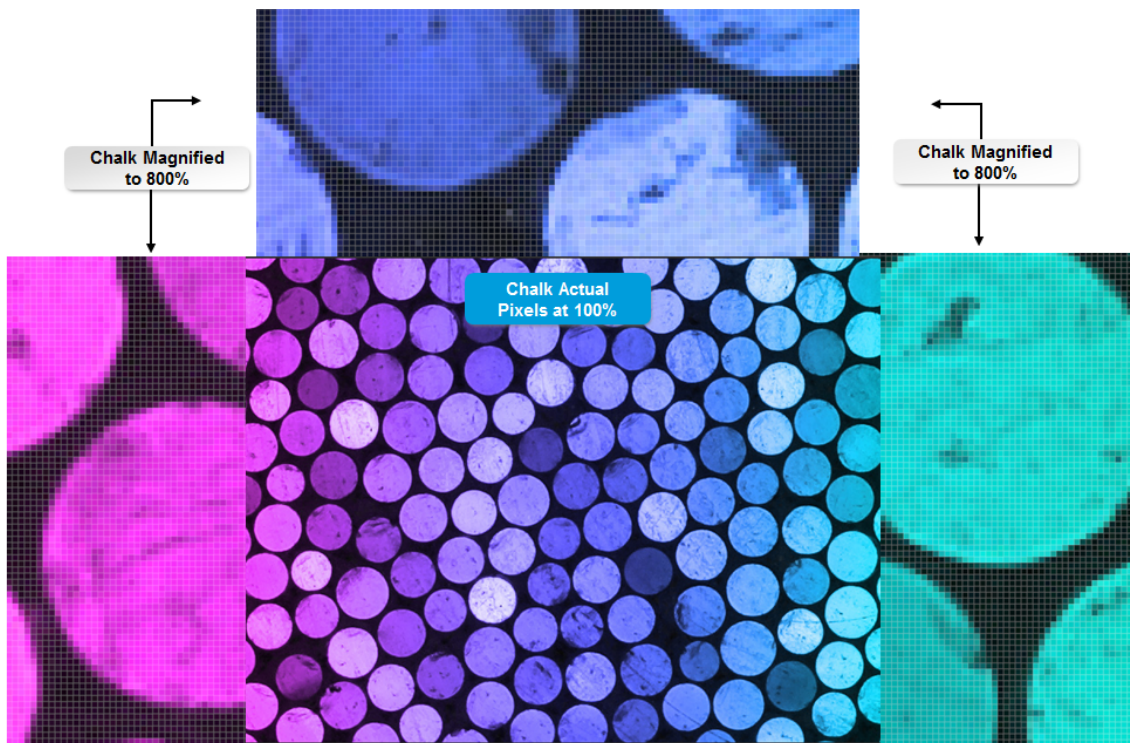 Chalk Magnified
to 800%
Chalk Magnified
to 800%
Chalk Actual
Pixels at 100%